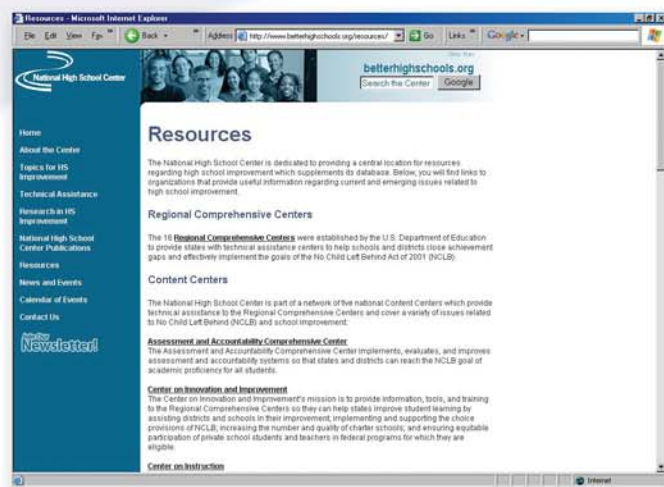 Resources - Microsoft Internet Explorer
File Edit View Back Address http://www.betterhighschools.org/resources/ Go Links Google
National High School Center
betterhighschools.org
Search the Center Google
Home
About the Center
Topics for HS
Improvement
Technical Assistance
Research in HS
Improvement
National High School
Center Publications
Resources
News and Events
Calendar of Events
Contact Us
Newsletter!
Resources
The National High School Center is dedicated to providing a central location for resources
regarding high school improvement which supplements its database. Below, you will find links to
organizations that provide useful information regarding current and emerging issues related to
high school improvement.
Regional Comprehensive Centers
The 16 Regional Comprehensive Centers were established by the U.S. Department of Education
to provide states with technical assistance centers to help schools and districts close achievement
gaps and effectively implement the goals of the No Child Left Behind Act of 2001 (NCLB).
Content Centers
The National High School Center is part of a network of five national Content Centers which provide
technical assistance to the Regional Comprehensive Centers and cover a variety of issues related
to No Child Left Behind (NCLB) and school improvement:
Assessment and Accountability Comprehensive Center
The Assessment and Accountability Comprehensive Center implements, evaluates, and improves
assessment and accountability systems so that states and districts can reach the NCLB goal of
academic proficiency for all students.
Center on Innovation and Improvement
The Center on Innovation and Improvement's mission is to provide information, tools, and training
to the Regional Comprehensive Centers so they can help states improve student learning by
assisting districts and schools in their improvement; implementing and supporting the choice
provisions of NCLB; increasing the number and quality of charter schools; and ensuring equitable
participation of private school students and teachers in federal programs for which they are
eligible.
Center on Instruction
Internet